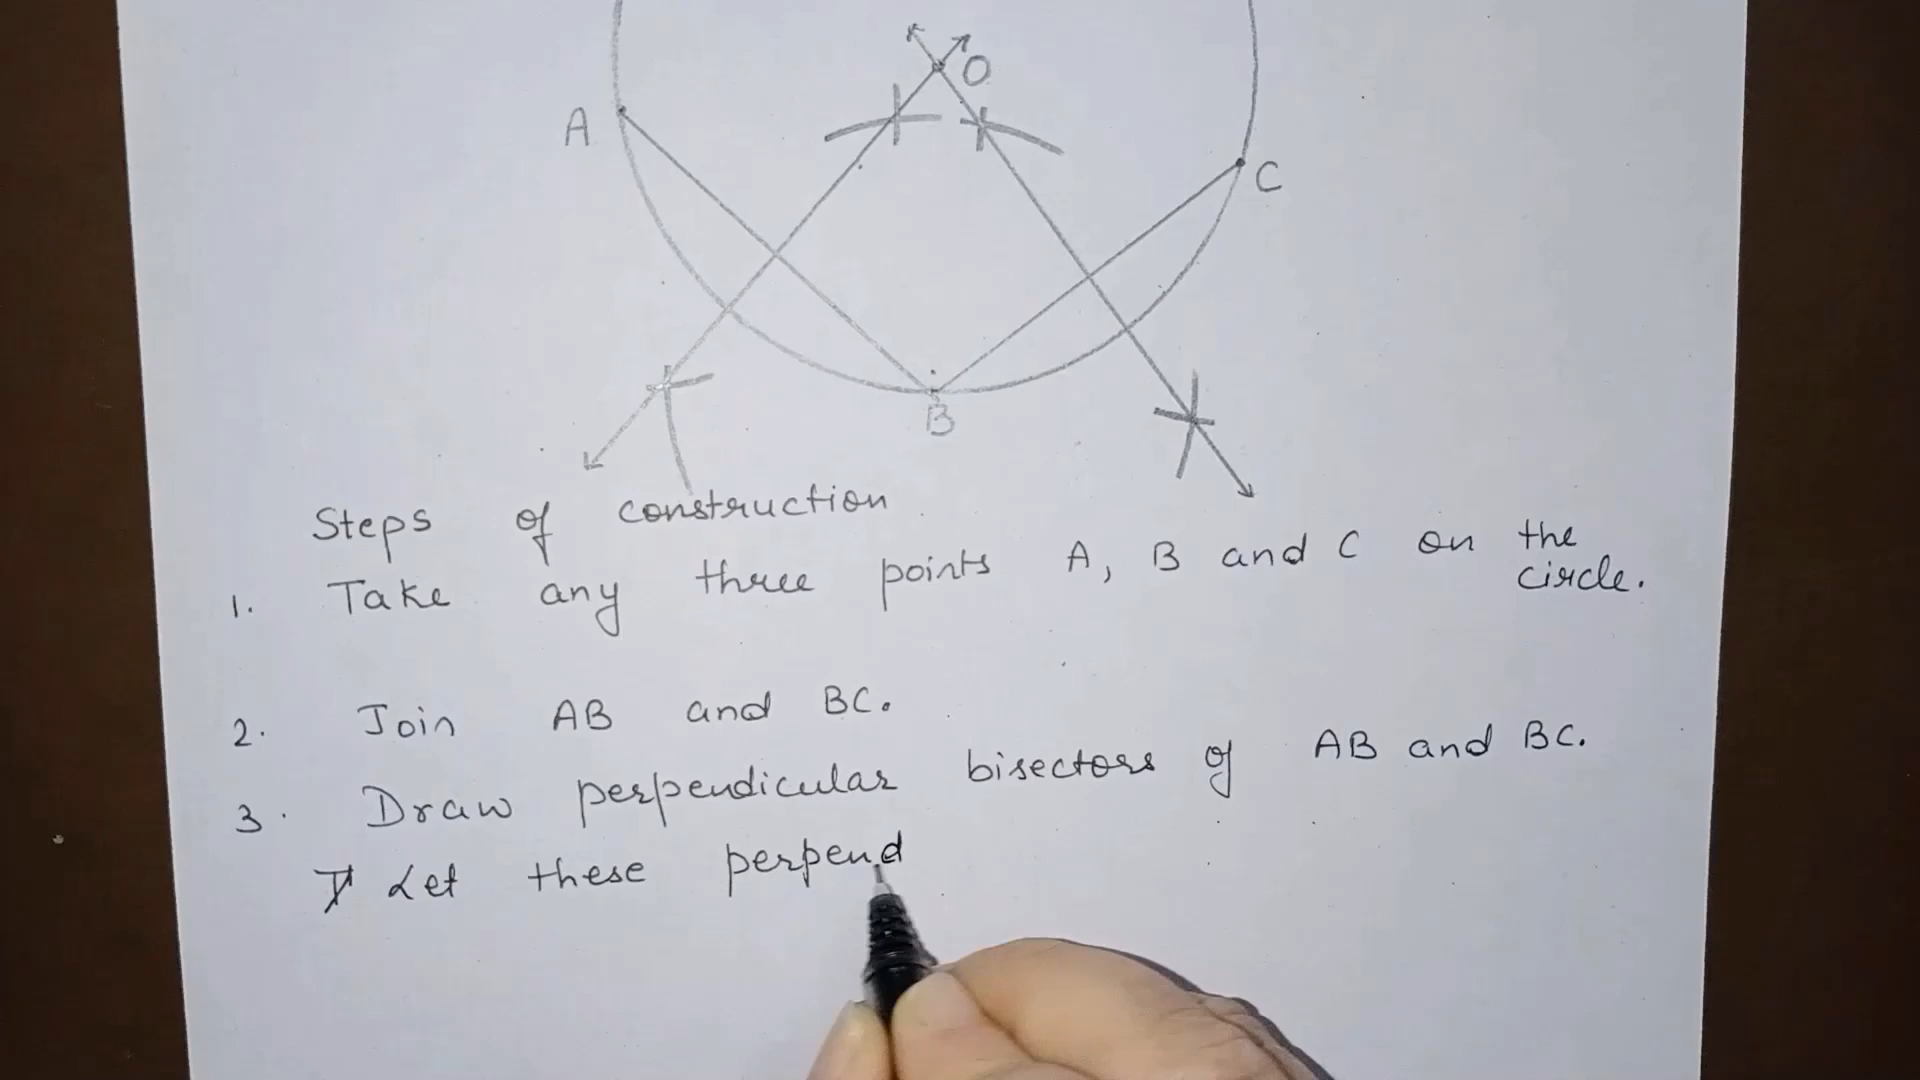 O
A
C
B
Steps of construction
1. Take any three points A, B and C on the
circle.
2. Join AB and BC.
3. Draw perpendicular bisectors of AB and BC.
Let these perpend